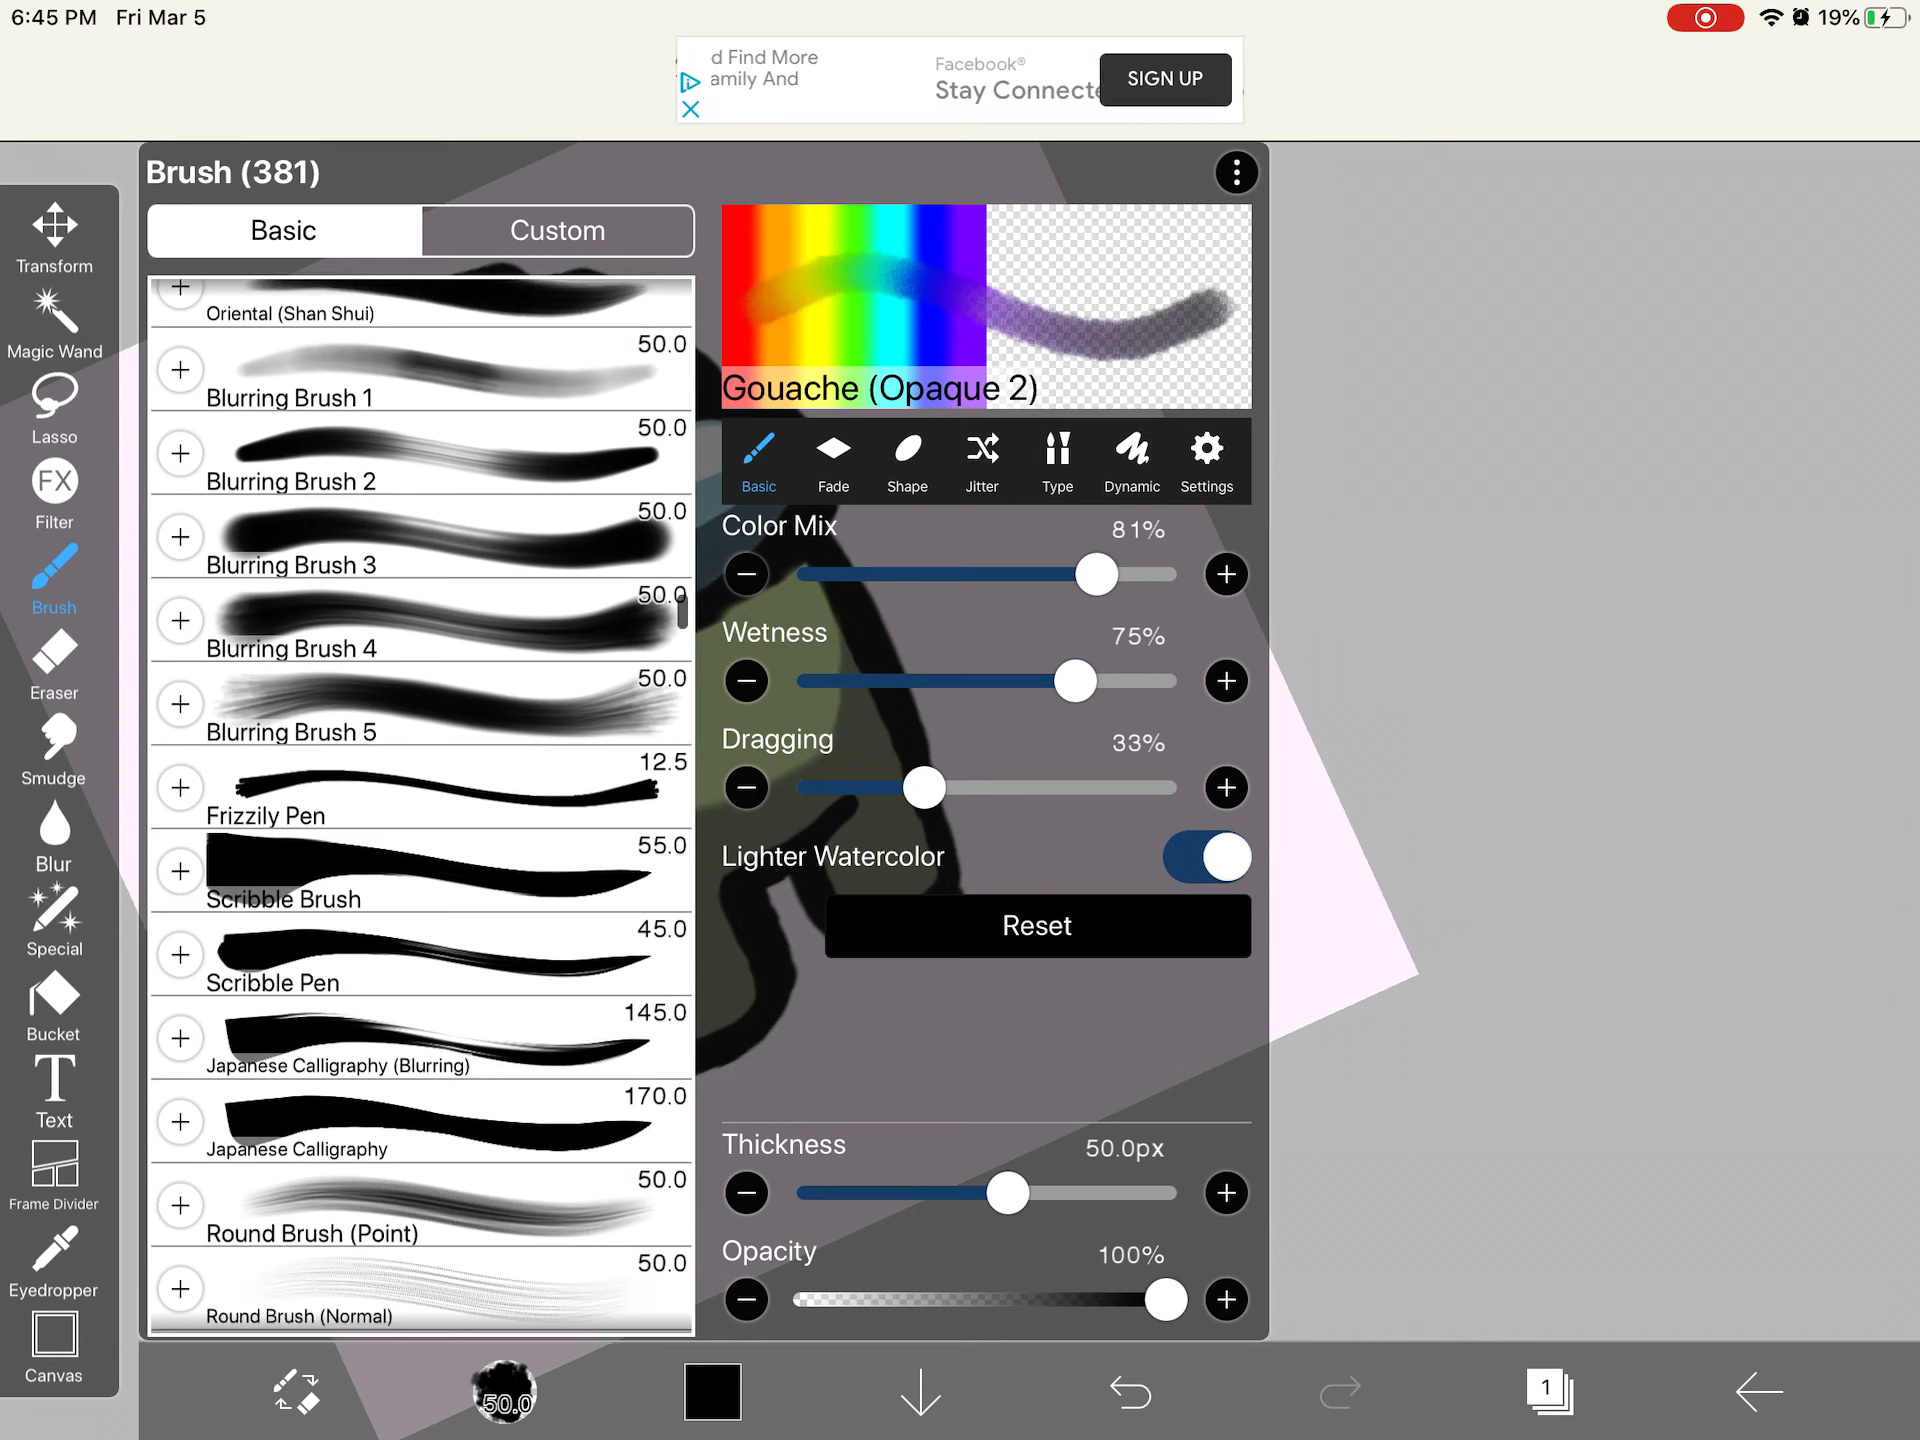 6:45 PM Fri Mar 5
19%
d Find More
amily And
Facebook®
Stay Connecte
SIGN UP
Brush (381)
Basic
Custom
Transform
Magic Wand
Lasso
FX
Filter
Brush
Eraser
Smudge
Blur
Special
Bucket
T
Text
Frame Divider
Eyedropper
Canvas
Oriental (Shan Shui)
50.0
Blurring Brush 1
50.0
Blurring Brush 2
50.0
Blurring Brush 3
50.0
Blurring Brush 4
50.0
Blurring Brush 5
12.5
Frizzily Pen
55.0
Scribble Brush
45.0
Scribble Pen
145.0
Japanese Calligraphy (Blurring)
170.0
Japanese Calligraphy
50.0
Round Brush (Point)
50.0
Round Brush (Normal)
Gouache (Opaque 2)
Basic
Fade
Shape
Jitter
Type
Dynamic
Settings
Color Mix 81%
Wetness 75%
Dragging 33%
Lighter Watercolor
Reset
Thickness 50.0px
Opacity 100%
50.0
1